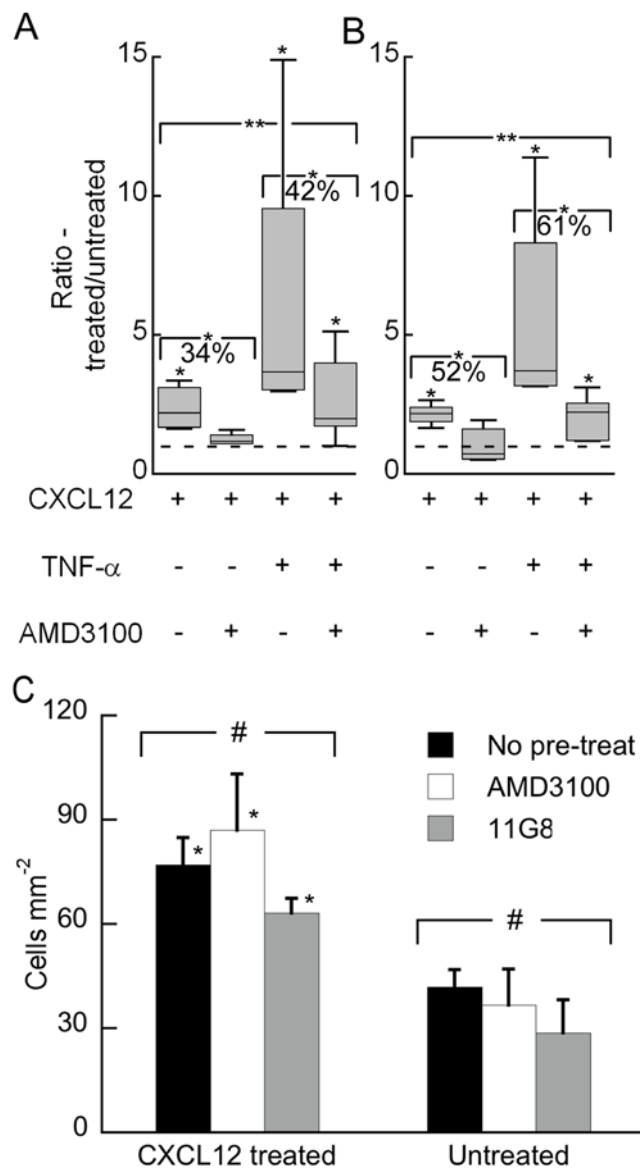 A
B
15
15
*
**
**
*
*
*
42%
61%
10
10
Ratio -
treated/untreated
*
5
5
*
34%
*
*
52%
*
*
0
0
CXCL12 + + + + + + + +
TNF-α - - + + - - + +
AMD3100 - + - + - + - +
C
120
#
No pre-treat
AMD3100
11G8
90
*
*
*
60
#
Cells mm-2
30
0
CXCL12 treated
Untreated